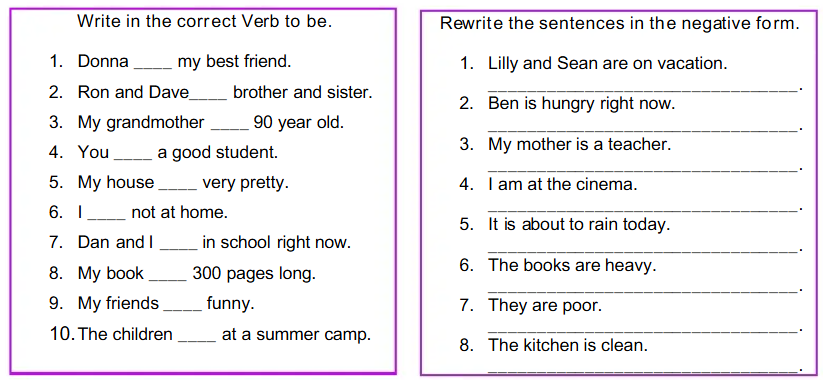 Write in the correct Verb to be.
1. Donna ____ my best friend.
2. Ron and Dave____ brother and sister.
3. My grandmother ____ 90 year old.
4. You ____ a good student.
5. My house ____ very pretty.
6. I ____ not at home.
7. Dan and I ____ in school right now.
8. My book ____ 300 pages long.
9. My friends ____ funny.
10. The children ____ at a summer camp.
Rewrite the sentences in the negative form.
1. Lilly and Sean are on vacation.
________________________________.
2. Ben is hungry right now.
________________________________.
3. My mother is a teacher.
________________________________.
4. I am at the cinema.
________________________________.
5. It is about to rain today.
________________________________.
6. The books are heavy.
________________________________.
7. They are poor.
________________________________.
8. The kitchen is clean.
________________________________.